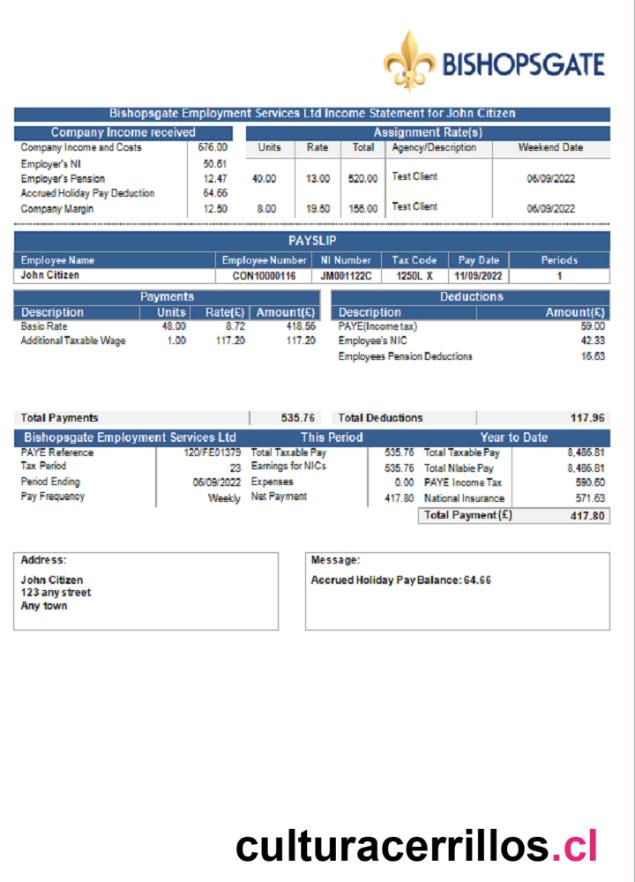 BISHOPSGATE
Bishopsgate Employment Services Ltd Income Statement for John Citizen
Company Income received
Assignment Rate(s)
Company Income and Costs 676.00
Employer's NI 50.61
Employer's Pension 12.47
Accrued Holiday Pay Deduction 64.66
Company Margin 12.50
Units Rate Total Agency/Description Weekend Date
40.00 13.00 520.00 Test Client 06/09/2022
8.00 19.50 156.00 Test Client 06/09/2022
PAYSLIP
Employee Name Employee Number NI Number Tax Code Pay Date Periods
John Citizen CON10000116 JM001122C 1250L X 11/09/2022 1
Payments
Description Units Rate(£) Amount(£)
Basic Rate 48.00 8.72 418.56
Additional Taxable Wage 1.00 117.20 117.20
Deductions
Description Amount(£)
PAYE(Income tax) 59.00
Employee's NIC 42.33
Employees Pension Deductions 16.63
Total Payments 535.76 Total Deductions 117.96
Bishopsgate Employment Services Ltd This Period Year to Date
PAYE Reference 120/FE01379 Total Taxable Pay 535.76 Total Taxable Pay 8,486.81
Tax Period 23 Earnings for NICs 535.76 Total Niable Pay 8,486.81
Period Ending 06/09/2022 Expenses 0.00 PAYE Income Tax 590.60
Pay Frequency Weekly Net Payment 417.80 National Insurance 571.63
Total Payment(£) 417.80
Address:
John Citizen
123 any street
Any town
Message:
Accrued Holiday Pay Balance: 64.66
culturacerrillos.cl